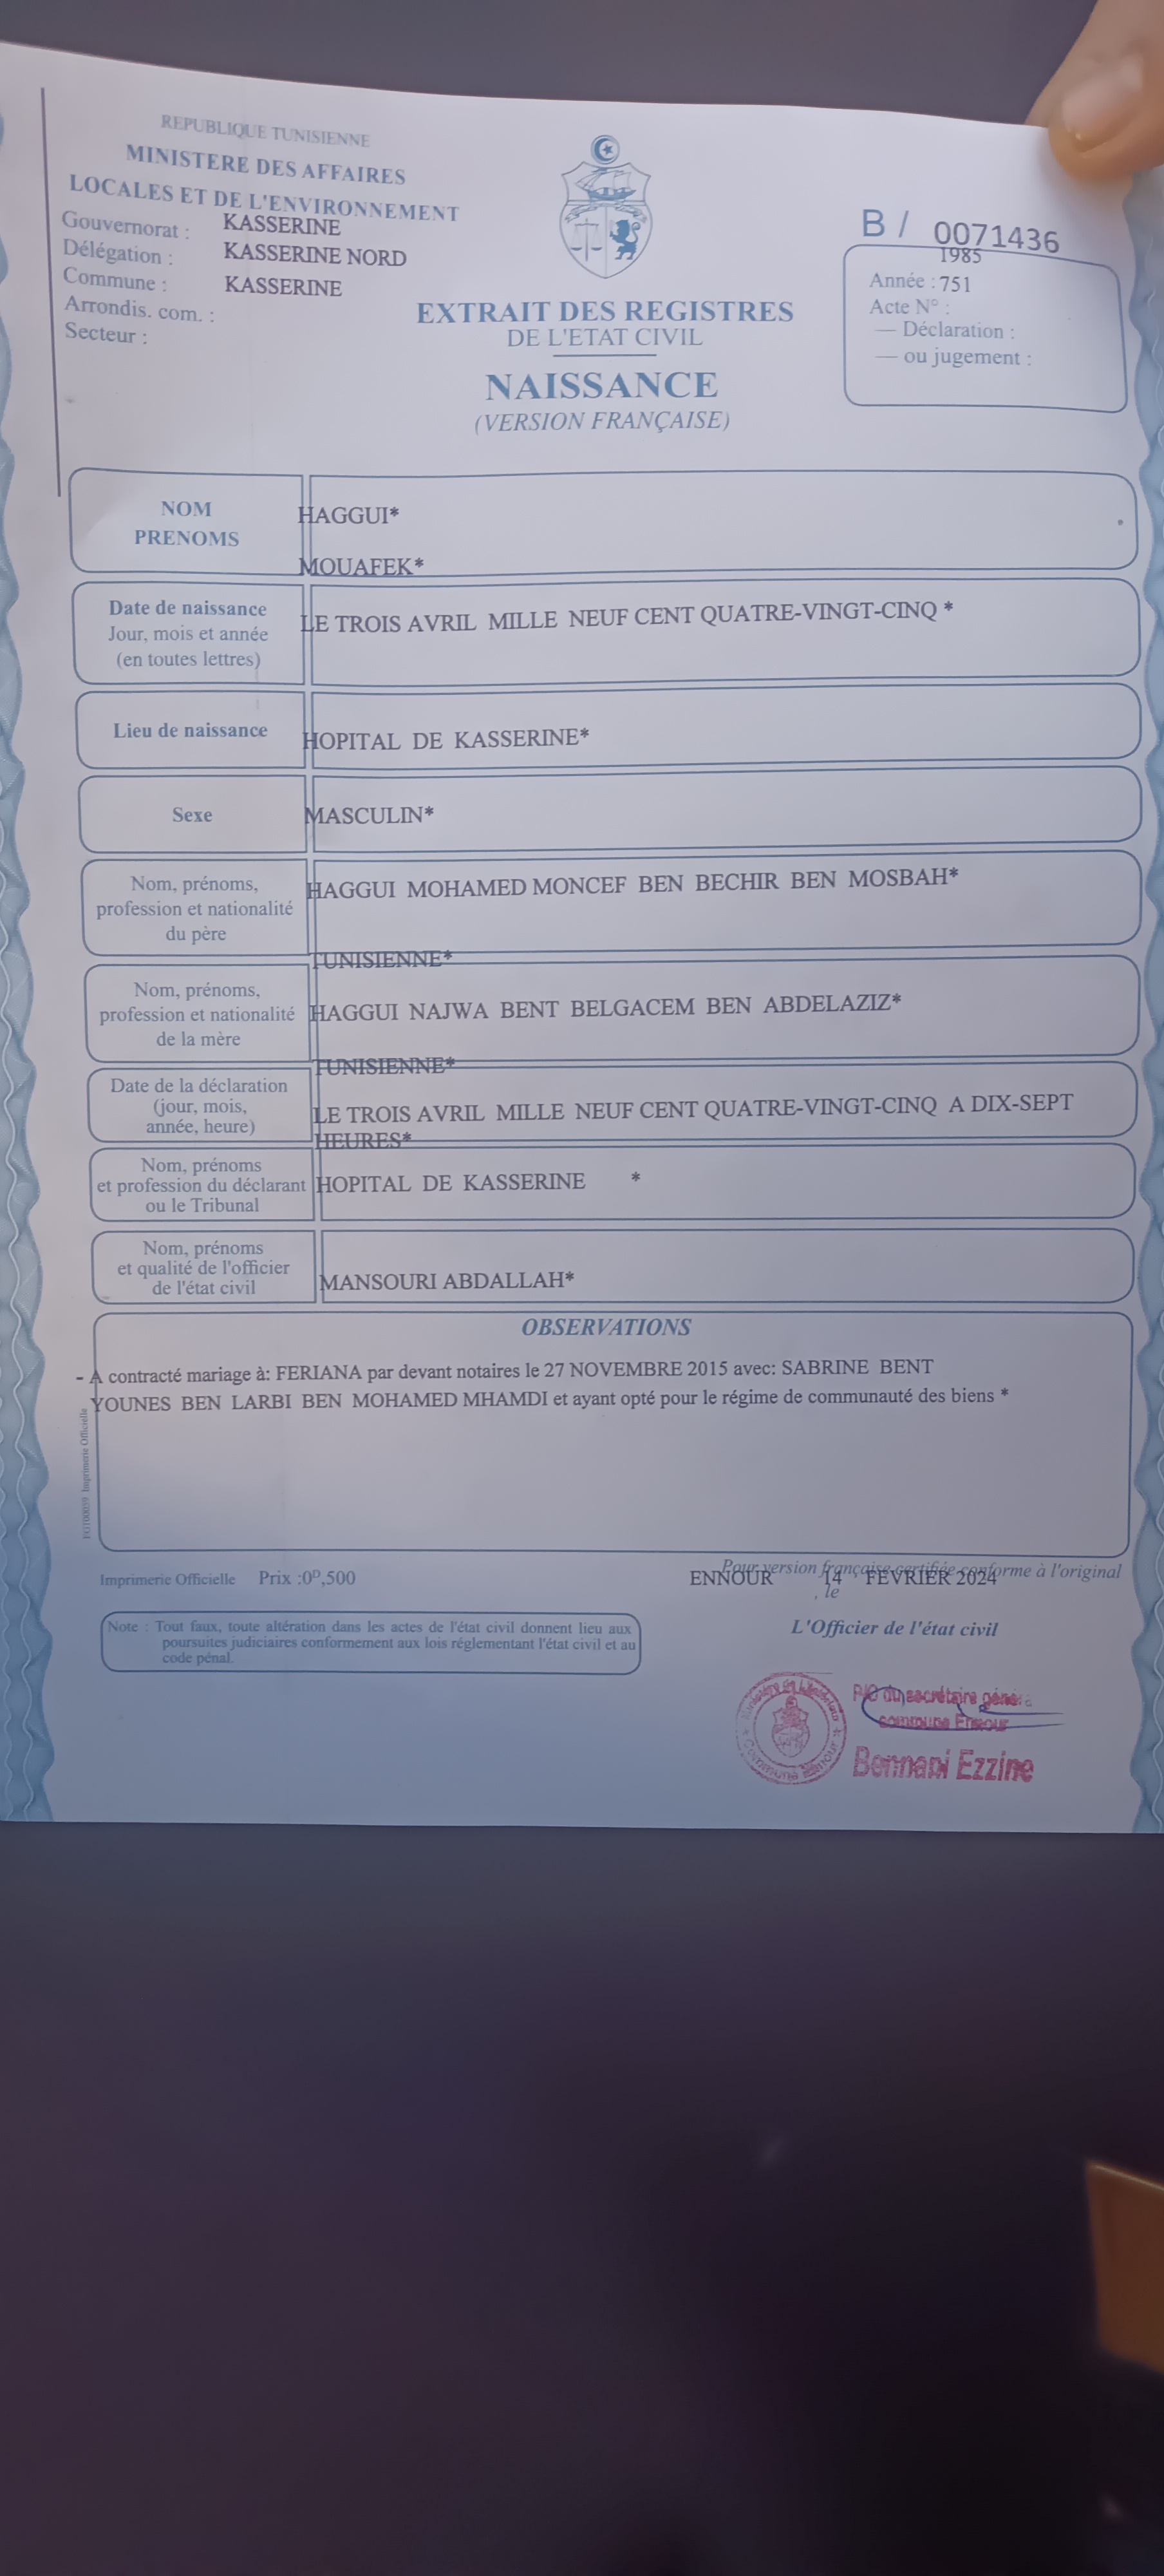 REPUBLIQUE TUNISIENNE
MINISTERE DES AFFAIRES
LOCALES ET DE L'ENVIRONNEMENT
Gouvernorat : KASSERINE
Délégation : KASSERINE NORD
Commune : KASSERINE
Arrondis. com. :
Secteur :
EXTRAIT DES REGISTRES
DE L'ETAT CIVIL
NAISSANCE
(VERSION FRANÇAISE)
B / 0071436
1985
Année : 751
Acte N° :
— Déclaration :
— ou jugement :
NOM
PRENOMS
HAGGUI*
MOUAFEK*
Date de naissance
Jour, mois et année
(en toutes lettres)
LE TROIS AVRIL MILLE NEUF CENT QUATRE-VINGT-CINQ *
Lieu de naissance
HOPITAL DE KASSERINE*
Sexe
MASCULIN*
Nom, prénoms,
profession et nationalité
du père
HAGGUI MOHAMED MONCEF BEN BECHIR BEN MOSBAH*
TUNISIENNE*
Nom, prénoms,
profession et nationalité
de la mère
HAGGUI NAJWA BENT BELGACEM BEN ABDELAZIZ*
TUNISIENNE*
Date de la déclaration
(jour, mois,
année, heure)
LE TROIS AVRIL MILLE NEUF CENT QUATRE-VINGT-CINQ A DIX-SEPT
HEURES*
Nom, prénoms
et profession du déclarant
ou le Tribunal
HOPITAL DE KASSERINE *
Nom, prénoms
et qualité de l'officier
de l'état civil
MANSOURI ABDALLAH*
OBSERVATIONS
- A contracté mariage à: FERIANA par devant notaires le 27 NOVEMBRE 2015 avec: SABRINE BENT
YOUNES BEN LARBI BEN MOHAMED MHAMDI et ayant opté pour le régime de communauté des biens *
Imprimerie Officielle
Imprimerie Officielle Prix :0ᴰ,500
Pour version française certifiée conforme à l'original
ENNOUR 14 FEVRIER 2024
, le
Note : Tout faux, toute altération dans les actes de l'état civil donnent lieu aux
poursuites judiciaires conformement aux lois réglementant l'état civil et au
code pénal.
L'Officier de l'état civil
P/O du secrétaire général
commune Ennour
Bennani Ezzine